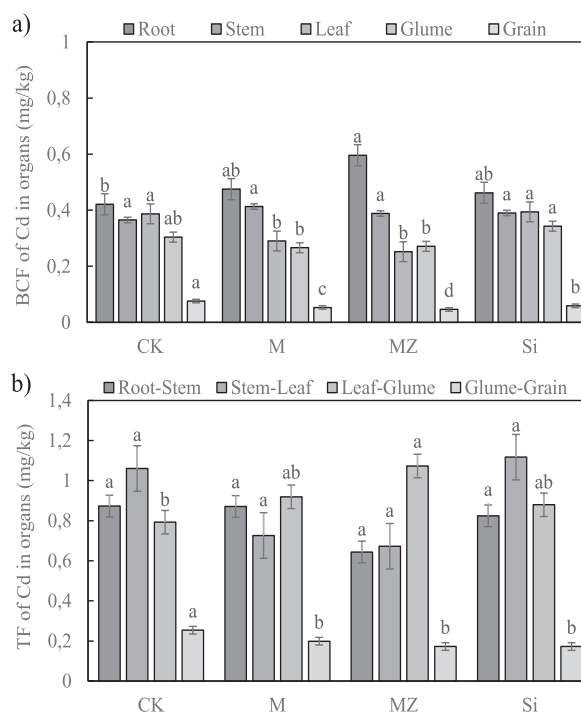 a)
Root Stem Leaf Glume Grain
BCF of Cd in organs (mg/kg)
1
0,8
0,6
0,4
0,2
0
b a a ab a
ab a b b c
a a b b d
ab a a a b
CK M MZ Si
b)
Root-Stem Stem-Leaf Leaf-Glume Glume-Grain
TF of Cd in organs (mg/kg)
1,4
1,2
1
0,8
0,6
0,4
0,2
0
a a b a
a a ab b
a a a b
a a ab b
CK M MZ Si